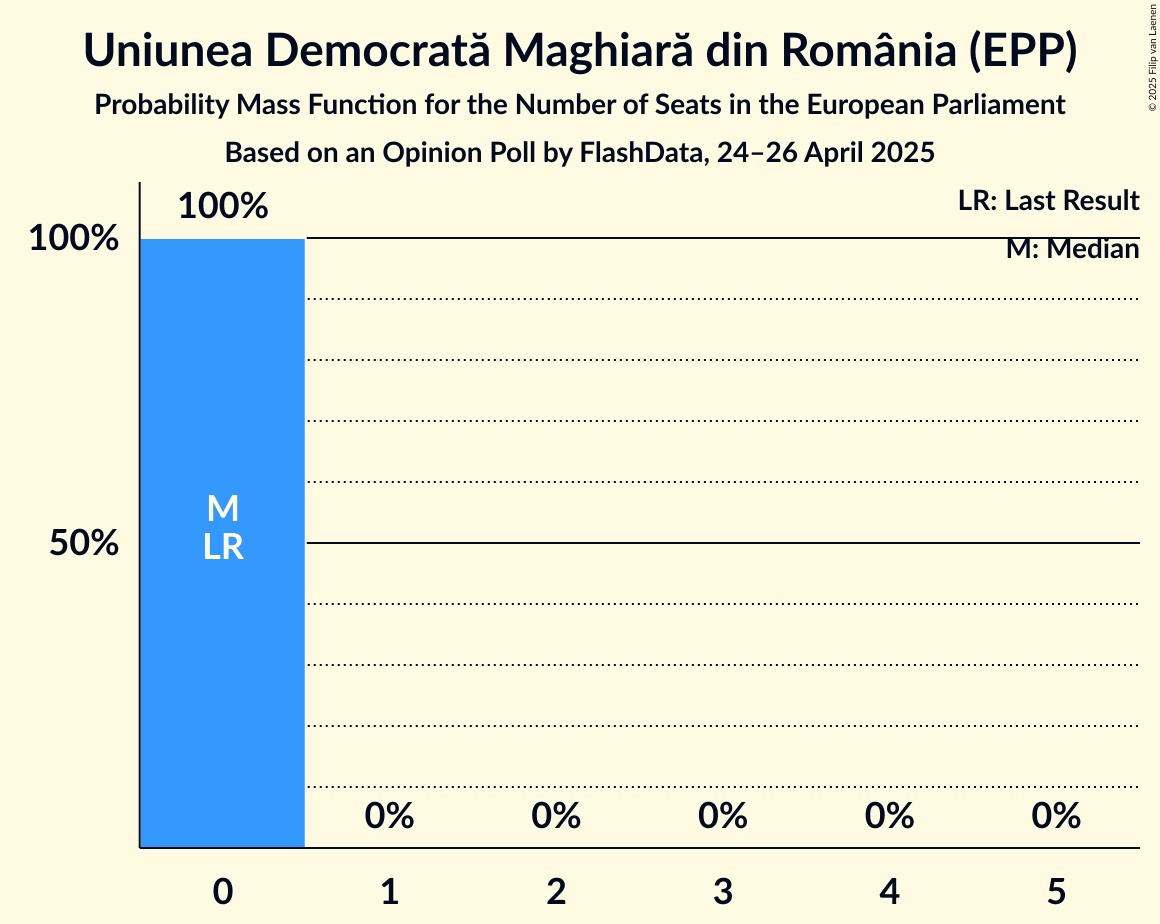 Uniunea Democrată Maghiară din România (EPP)
Probability Mass Function for the Number of Seats in the European Parliament
Based on an Opinion Poll by FlashData, 24–26 April 2025
© 2025 Filip van Laenen
LR: Last Result
M: Median
100%
100%
50%
M
LR
0% 0% 0% 0% 0%
0 1 2 3 4 5